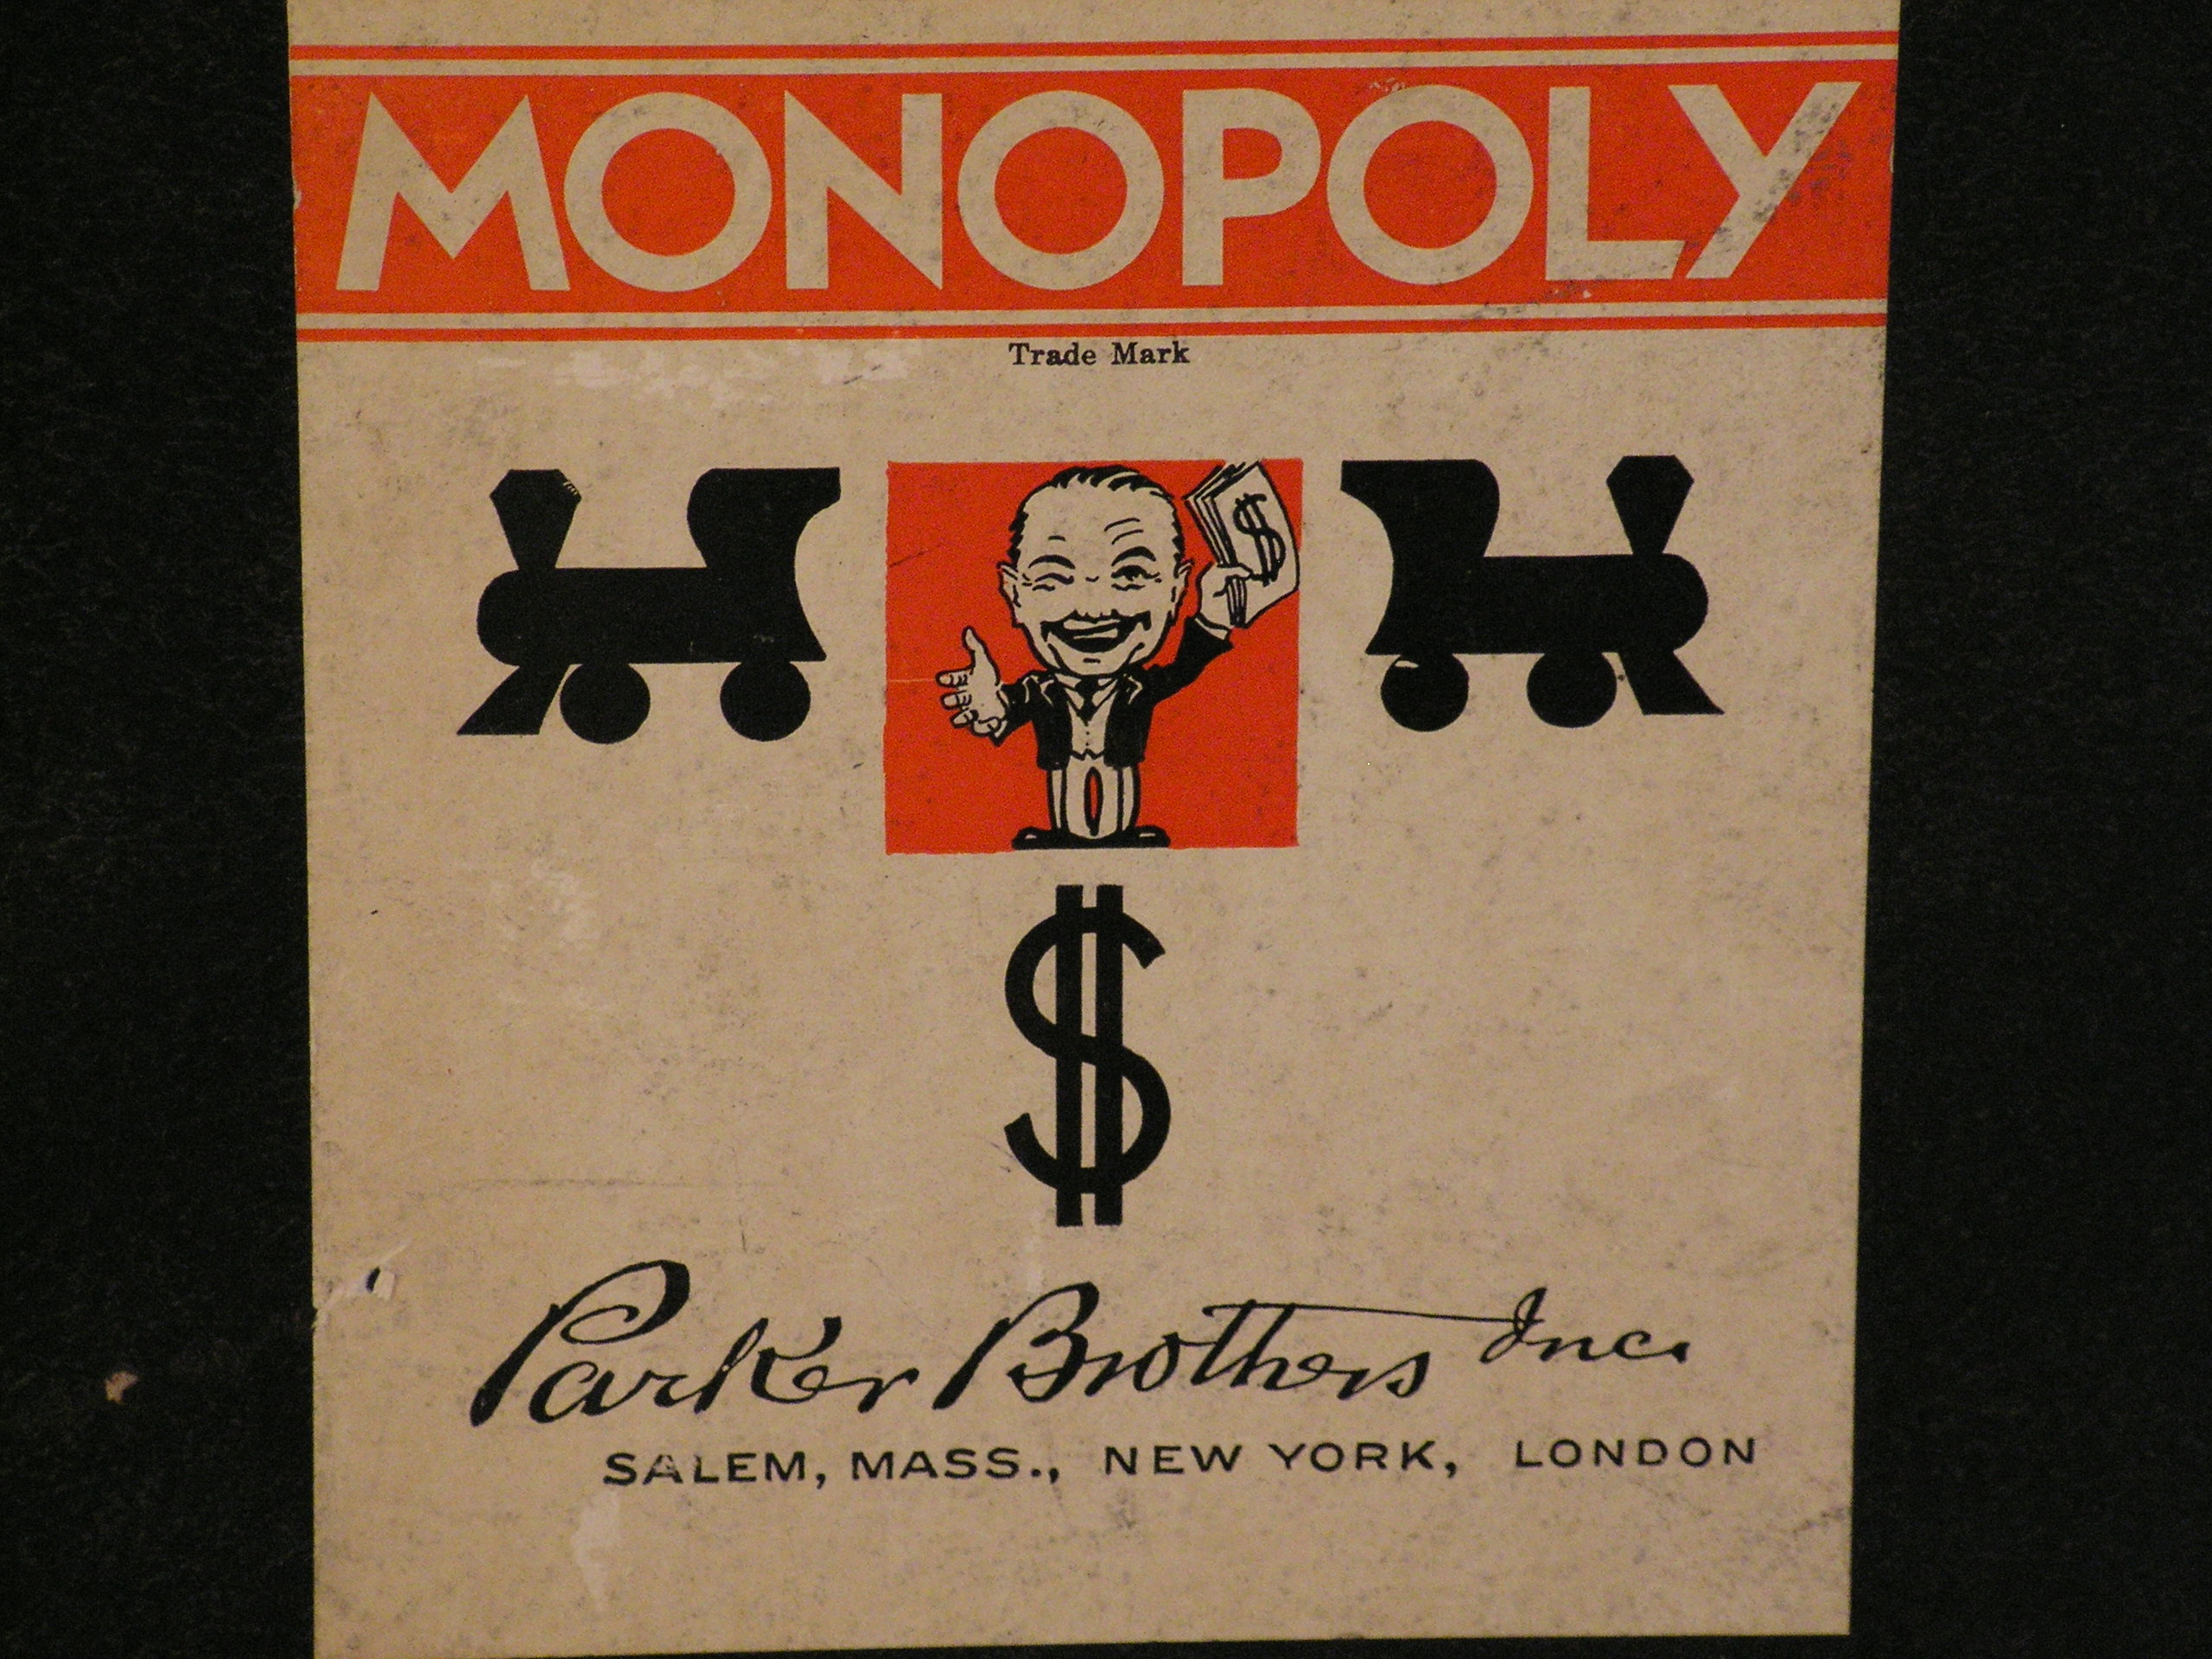 MONOPOLY
Trade Mark
$
$
Parker Brothers Inc.
SALEM, MASS., NEW YORK, LONDON